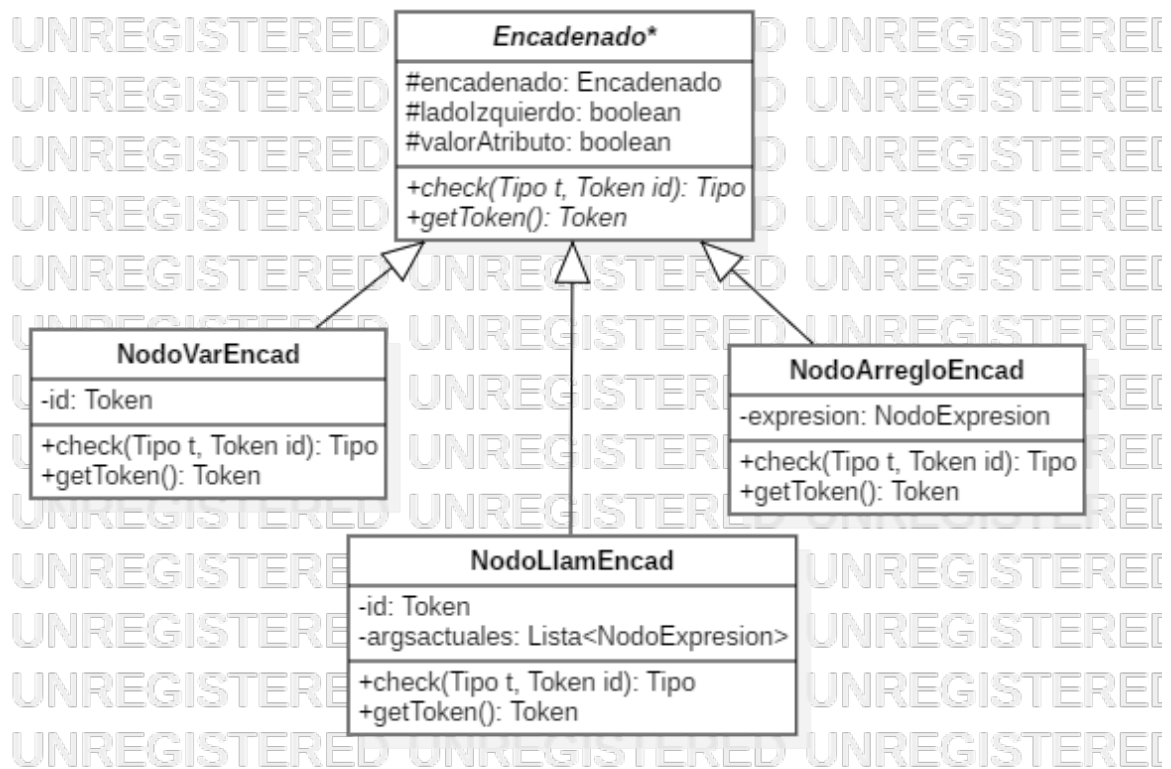 Encadenado*
#encadenado: Encadenado
#ladoIzquierdo: boolean
#valorAtributo: boolean
+check(Tipo t, Token id): Tipo
+getToken(): Token
NodoVarEncad
-id: Token
+check(Tipo t, Token id): Tipo
+getToken(): Token
NodoArregloEncad
-expresion: NodoExpresion
+check(Tipo t, Token id): Tipo
+getToken(): Token
NodoLlamEncad
-id: Token
-argsactuales: Lista<NodoExpresion>
+check(Tipo t, Token id): Tipo
+getToken(): Token
UNREGISTERED